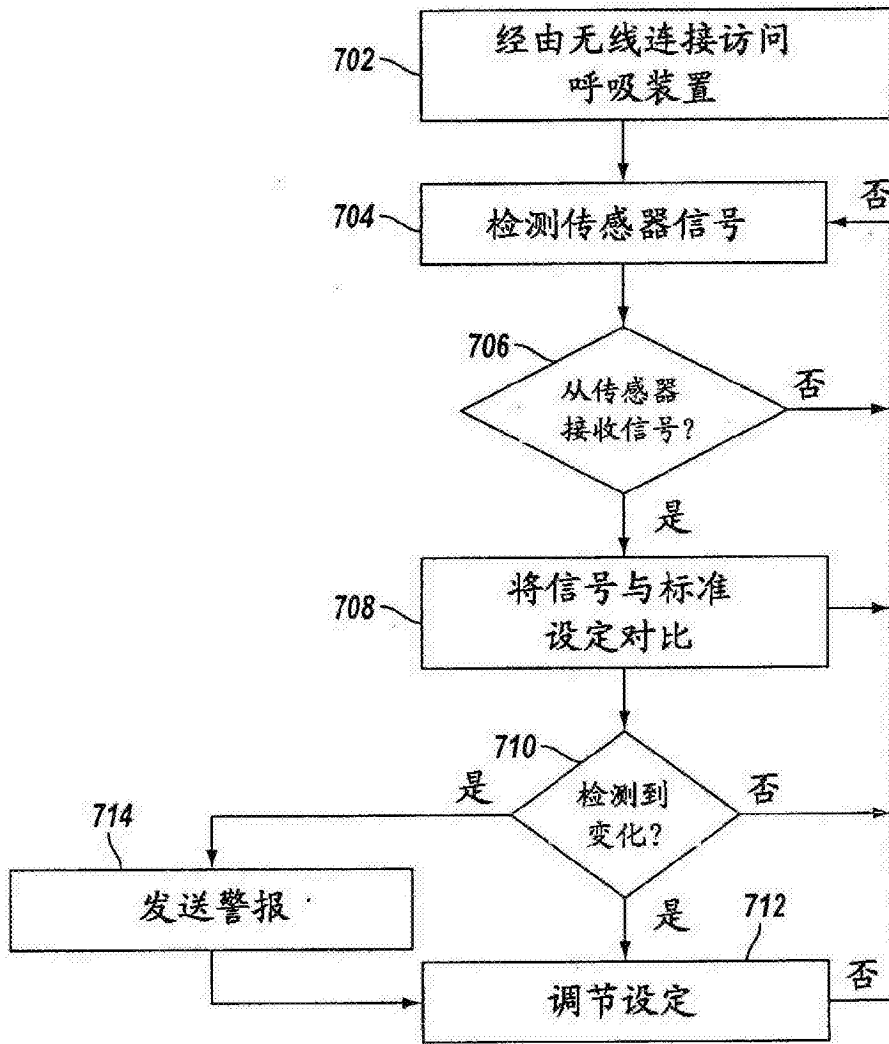 702
经由无线连接访问
呼吸装置
704
检测传感器信号
否
706
从传感器
接收信号？
否
是
708
将信号与标准
设定对比
710
检测到
变化？
是
否
714
发送警报
是
712
调节设定
否